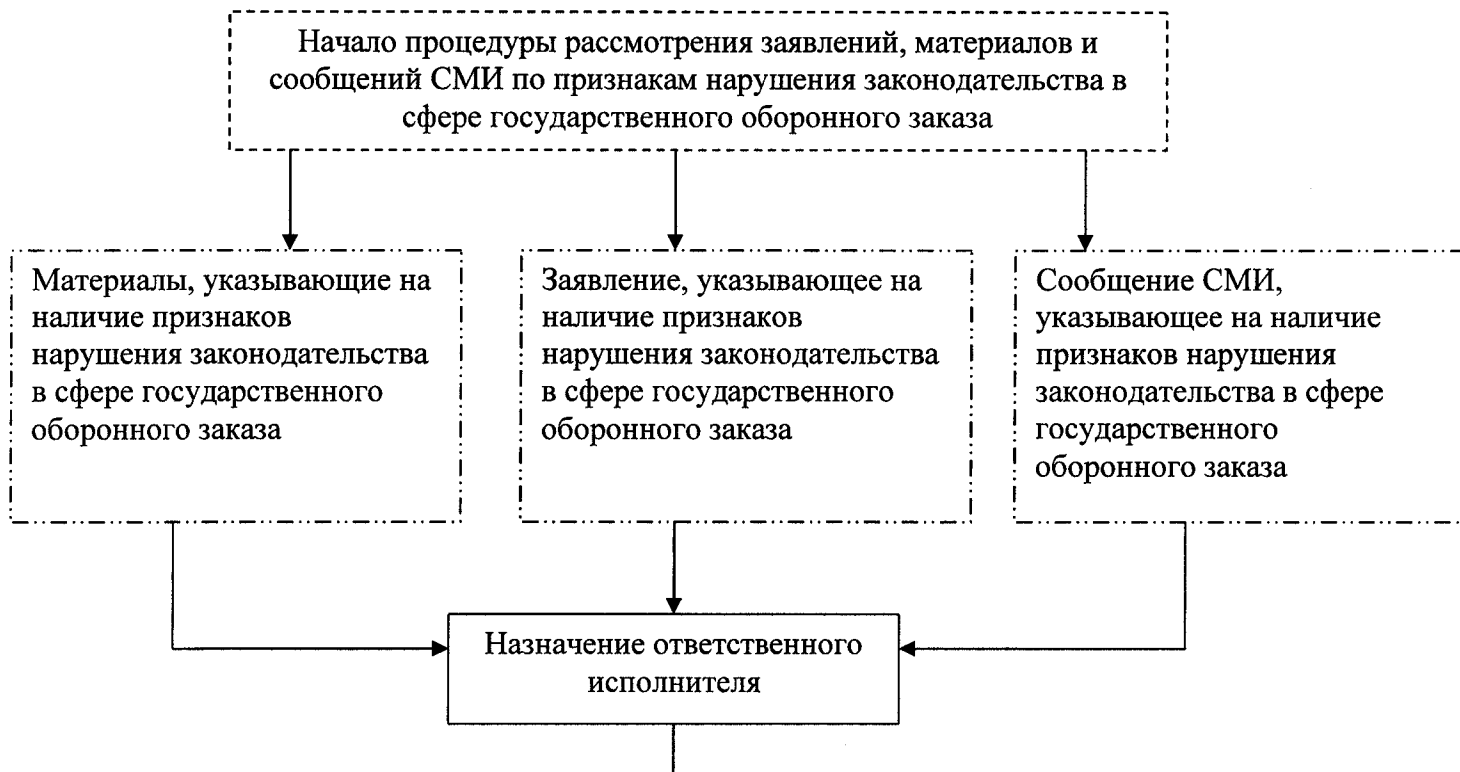 Начало процедуры рассмотрения заявлений, материалов и
сообщений СМИ по признакам нарушения законодательства в
сфере государственного оборонного заказа
Материалы, указывающие на
наличие признаков
нарушения законодательства
в сфере государственного
оборонного заказа
Заявление, указывающее на
наличие признаков
нарушения законодательства
в сфере государственного
оборонного заказа
Сообщение СМИ,
указывающее на наличие
признаков нарушения
законодательства в сфере
государственного
оборонного заказа
Назначение ответственного
исполнителя